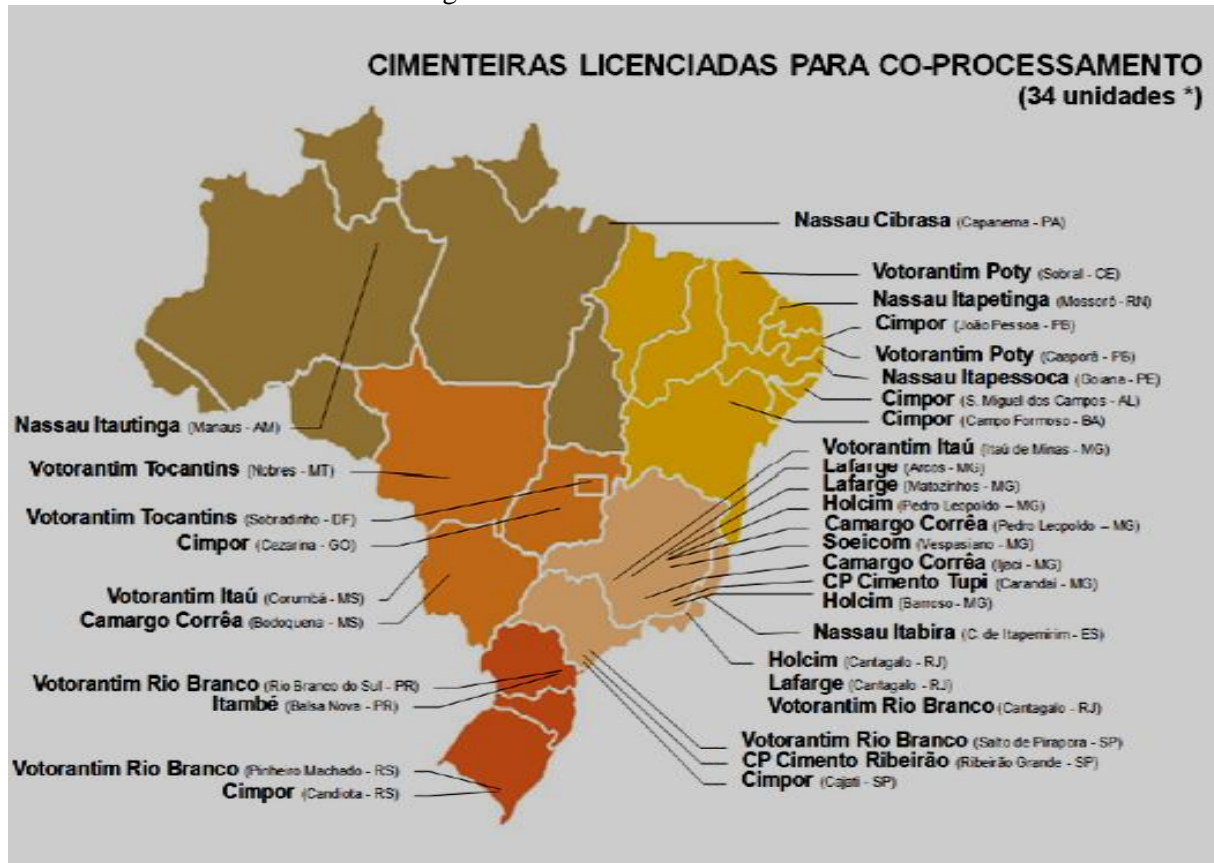 CIMENTEIRAS LICENCIADAS PARA CO-PROCESSAMENTO
(34 unidades *)
Nassau Cibrasa (Capanema - PA)
Votorantim Poty (Sobral - CE)
Nassau Itapetinga (Mossoró - RN)
Cimpor (João Pessoa - PB)
Votorantim Poty (Caaporã - PB)
Nassau Itapessoca (Goiana - PE)
Cimpor (S. Miguel dos Campos - AL)
Cimpor (Campo Formoso - BA)
Votorantim Itaú (Itaú de Minas - MG)
Lafarge (Arcos - MG)
Lafarge (Matozinhos - MG)
Holcim (Pedro Leopoldo - MG)
Camargo Corrêa (Pedro Leopoldo – MG)
Soeicom (Vespasiano - MG)
Camargo Corrêa (Ijaci - MG)
CP Cimento Tupi (Carandaí - MG)
Holcim (Barroso - MG)
Nassau Itabira (C. de Itapemirim - ES)
Holcim (Cantagalo - RJ)
Lafarge (Cantagalo - RJ)
Votorantim Rio Branco (Cantagalo - RJ)
Votorantim Rio Branco (Salto de Pirapora - SP)
CP Cimento Ribeirão (Ribeirão Grande - SP)
Cimpor (Cajati - SP)
Nassau Itautinga (Manaus - AM)
Votorantim Tocantins (Nobres - MT)
Votorantim Tocantins (Sobradinho - DF)
Cimpor (Cezarina - GO)
Votorantim Itaú (Corumbá - MS)
Camargo Corrêa (Bodoquena - MS)
Votorantim Rio Branco (Rio Branco do Sul - PR)
Itambé (Balsa Nova - PR)
Votorantim Rio Branco (Pinheiro Machado - RS)
Cimpor (Candiota - RS)